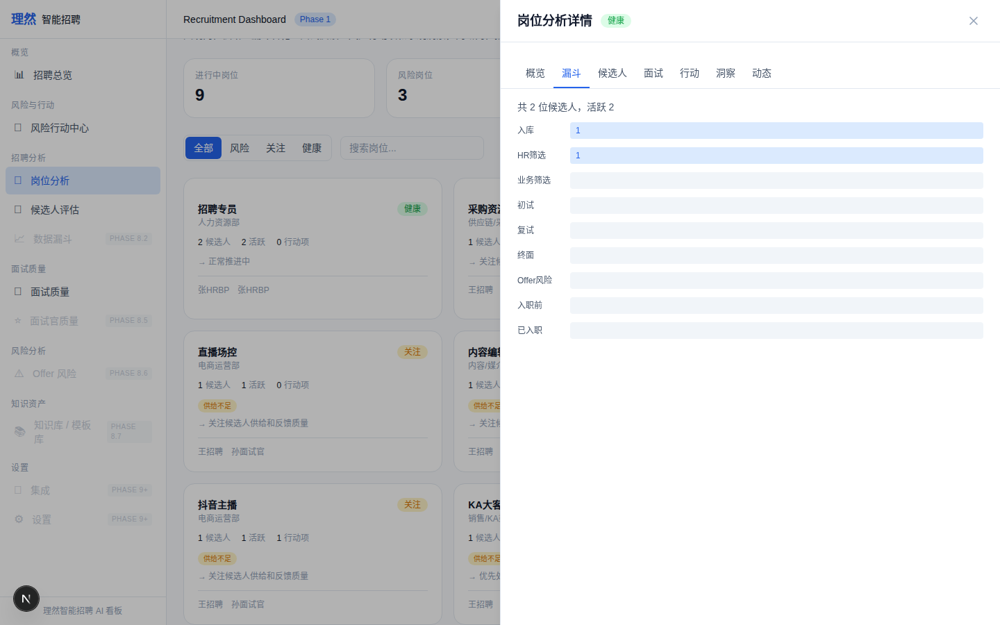 理然 智能招聘
概览
招聘总览
风险与行动
风险行动中心
招聘分析
岗位分析
候选人评估
数据漏斗 PHASE 8.2
面试质量
面试质量
面试官质量 PHASE 8.5
风险分析
Offer 风险 PHASE 8.6
知识资产
知识库 / 模板
库
PHASE
8.7
设置
集成 PHASE 9+
设置 PHASE 9+
理然智能招聘 AI 看板
Recruitment Dashboard Phase 1
进行中岗位
9
风险岗位
3
全部 风险 关注 健康 搜索岗位...
招聘专员 健康
人力资源部
2 候选人 2 活跃 0 行动项
→ 正常推进中
张HRBP 张HRBP
采购资
供应链/
1 候选人
→ 关注
王招聘
直播场控 关注
电商运营部
1 候选人 1 活跃 0 行动项
供给不足
→ 关注候选人供给和反馈质量
王招聘 孙面试官
内容编
内容/媒
1 候选人
供给不足
→ 关注
王招聘
抖音主播 关注
电商运营部
1 候选人 1 活跃 1 行动项
供给不足
→ 关注候选人供给和反馈质量
王招聘 孙面试官
KA大客
销售/KA
1 候选人
供给不足
→ 优先
王招聘
岗位分析详情 健康
概览 漏斗 候选人 面试 行动 洞察 动态
共 2 位候选人，活跃 2
入库 1
HR筛选 1
业务筛选
初试
复试
终面
Offer风险
入职前
已入职